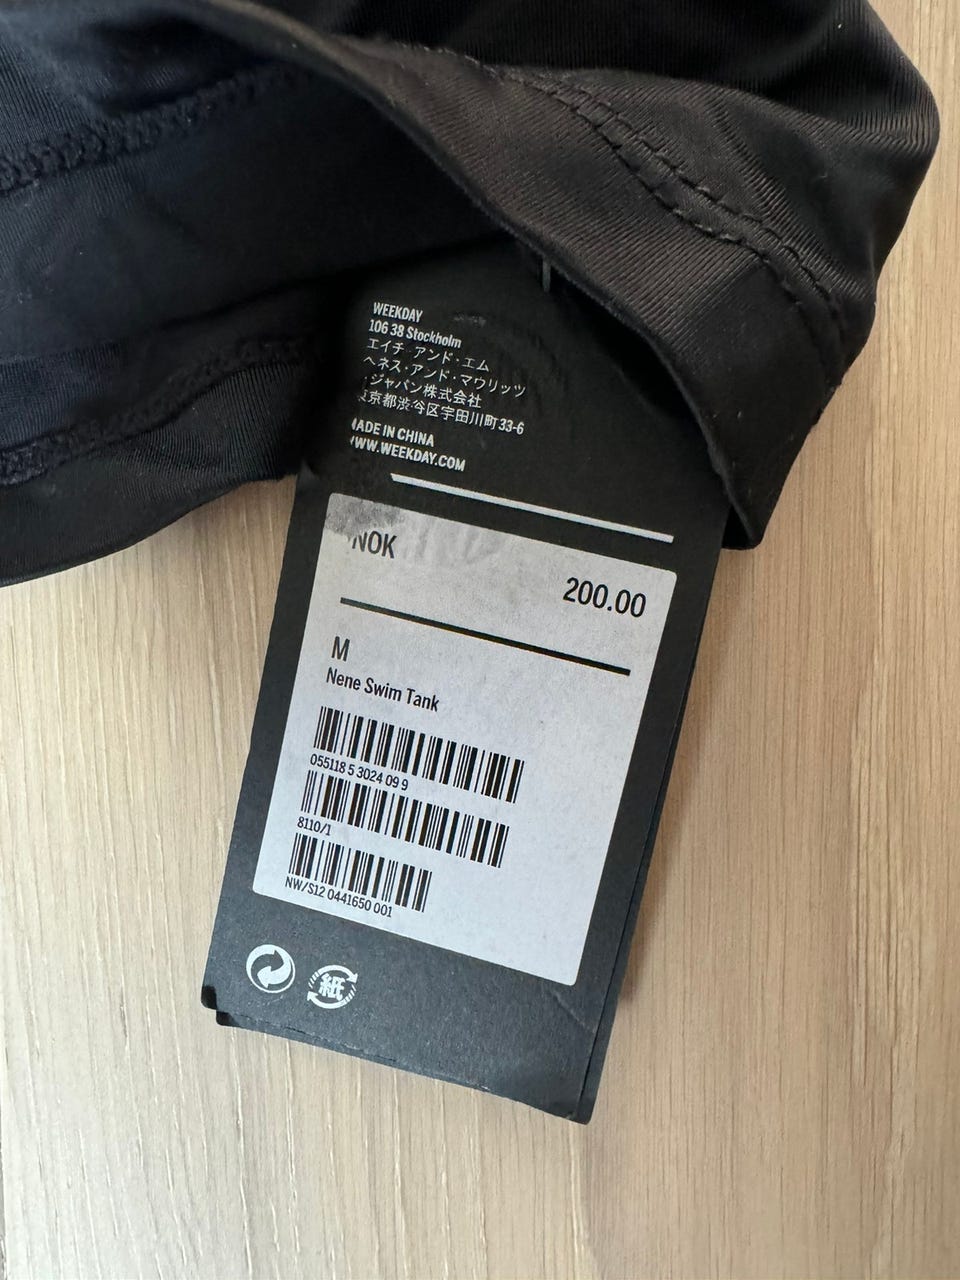 WEEKDAY
106 38 Stockholm
エイチ・アンド・エム
ヘネス・アンド・マウリッツ
・ジャパン株式会社
東京都渋谷区宇田川町33-6
MADE IN CHINA
WWW.WEEKDAY.COM
NOK
200.00
M
Nene Swim Tank
055118 5 3024 09 9
8110/1
NW/S12 0441650 001
紙